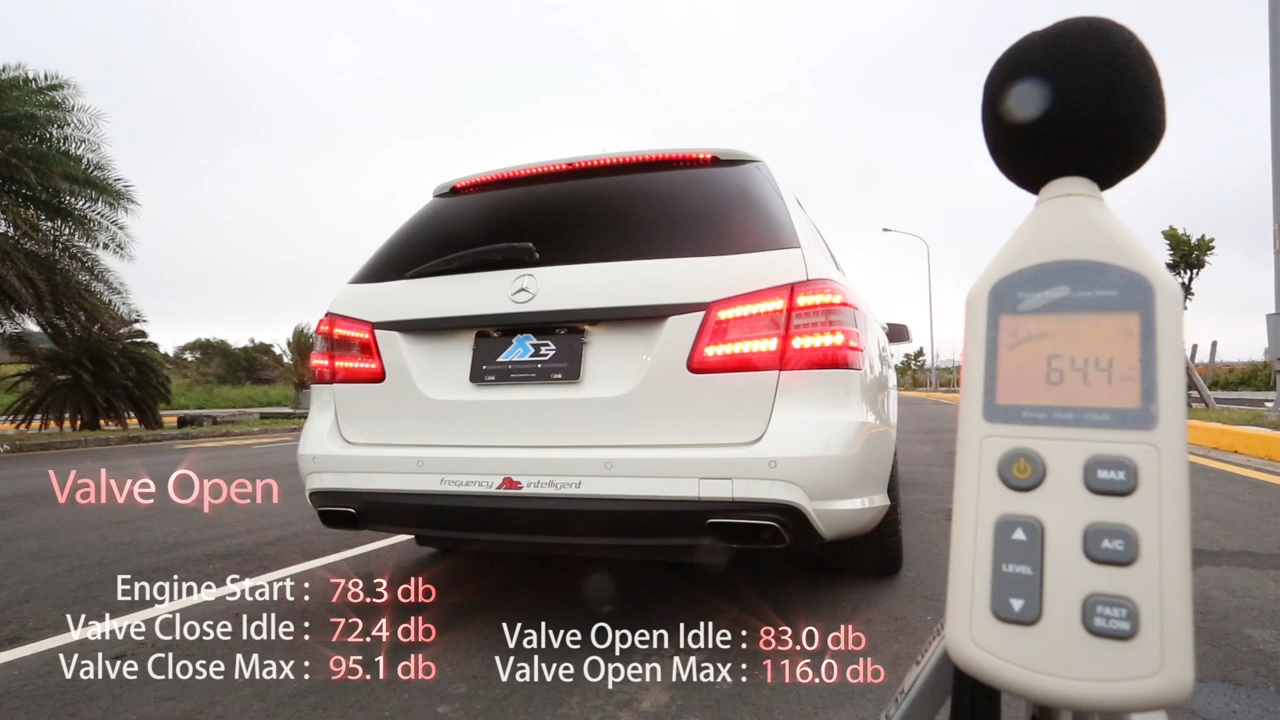 64.4
MAX
A/C
LEVEL
FAST
SLOW
frequency intelligent
Valve Open
Engine Start : 78.3 db
Valve Close Idle : 72.4 db
Valve Close Max : 95.1 db
Valve Open Idle : 83.0 db
Valve Open Max : 116.0 db